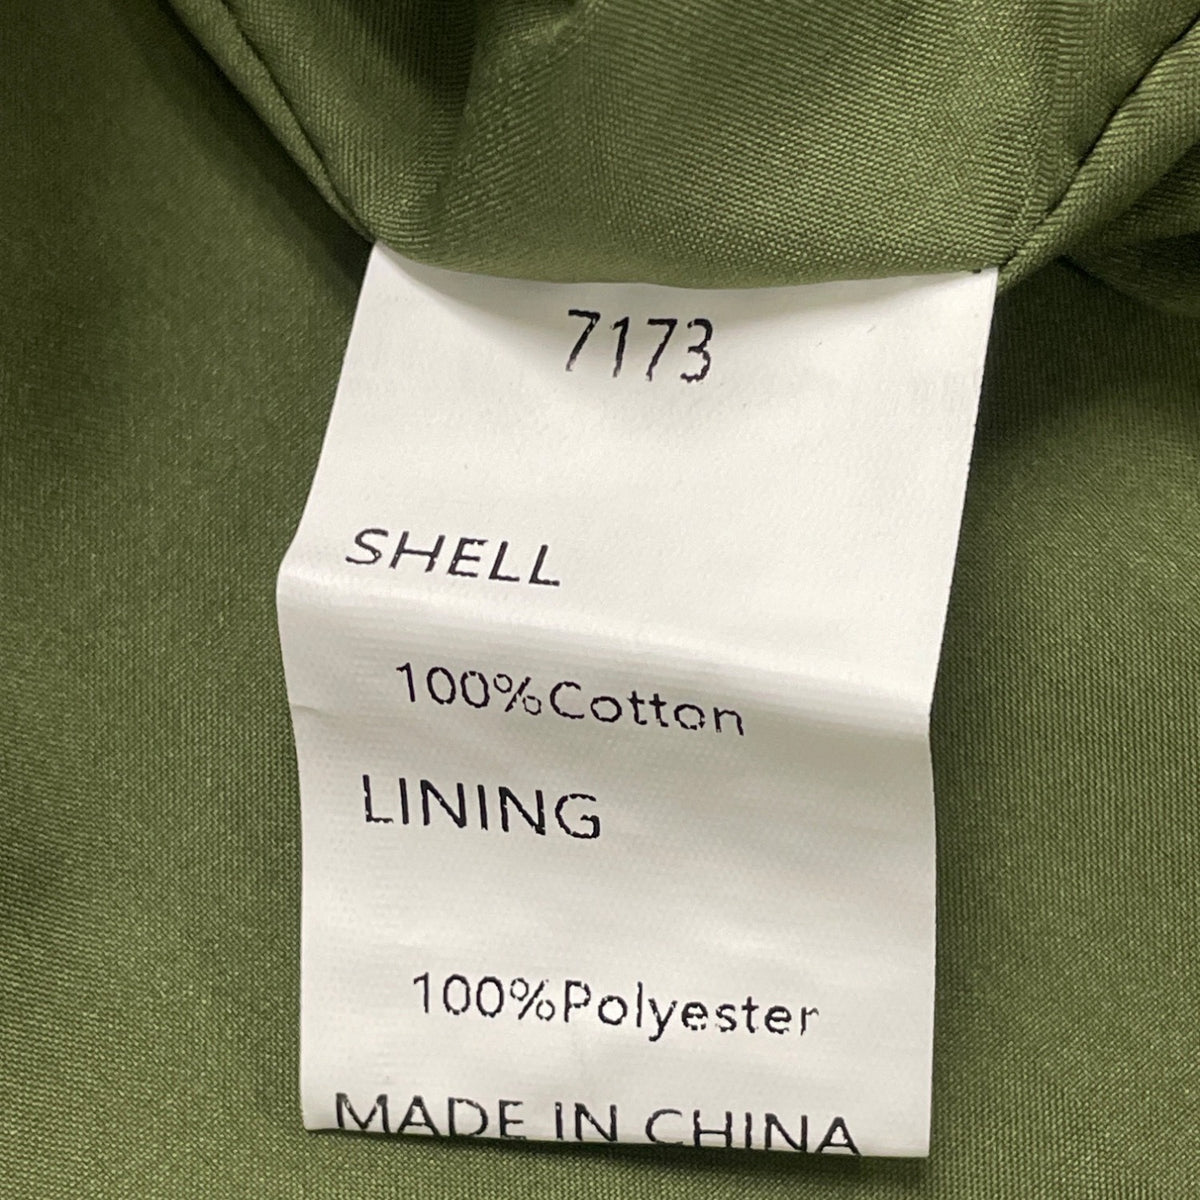 7173
SHELL
100%Cotton
LINING
100%Polyester
MADE IN CHINA